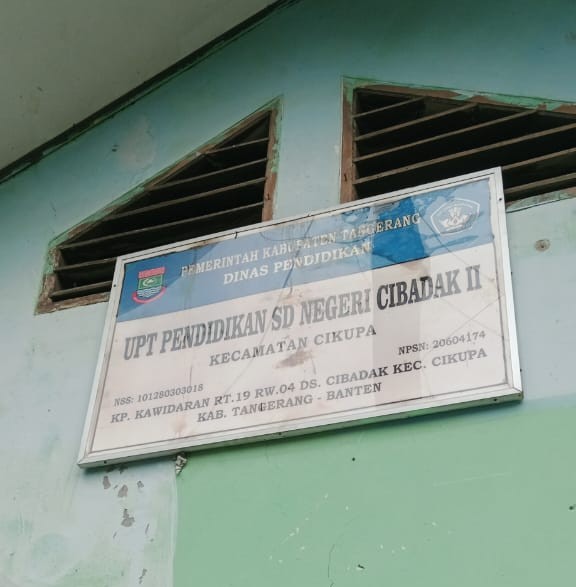 PEMERINTAH KABUPATEN TANGERANG
DINAS PENDIDIKAN
UPT PENDIDIKAN SD NEGERI CIBADAK II
KECAMATAN CIKUPA
NSS: 101280303018
NPSN: 20604174
KP. KAWIDARAN RT.19 RW.04 DS. CIBADAK KEC. CIKUPA
KAB. TANGERANG - BANTEN